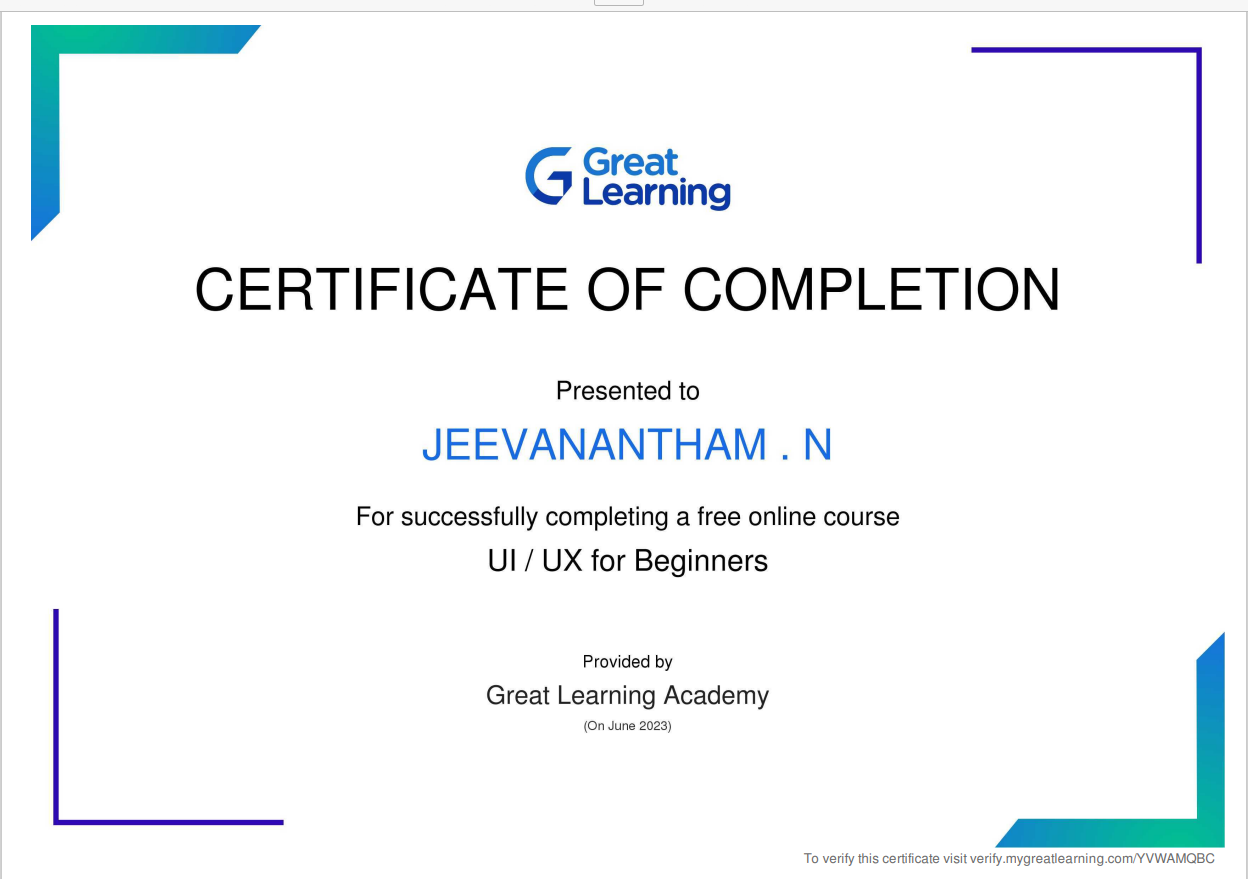 Great
Learning
CERTIFICATE OF COMPLETION
Presented to
JEEVANANTHAM . N
For successfully completing a free online course
UI / UX for Beginners
Provided by
Great Learning Academy
(On June 2023)
To verify this certificate visit verify.mygreatlearning.com/YVWAMQBC